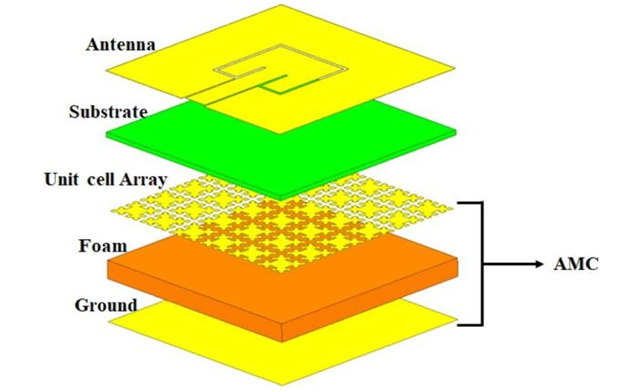 Antenna
Substrate
Unit cell Array
Foam
AMC
Ground